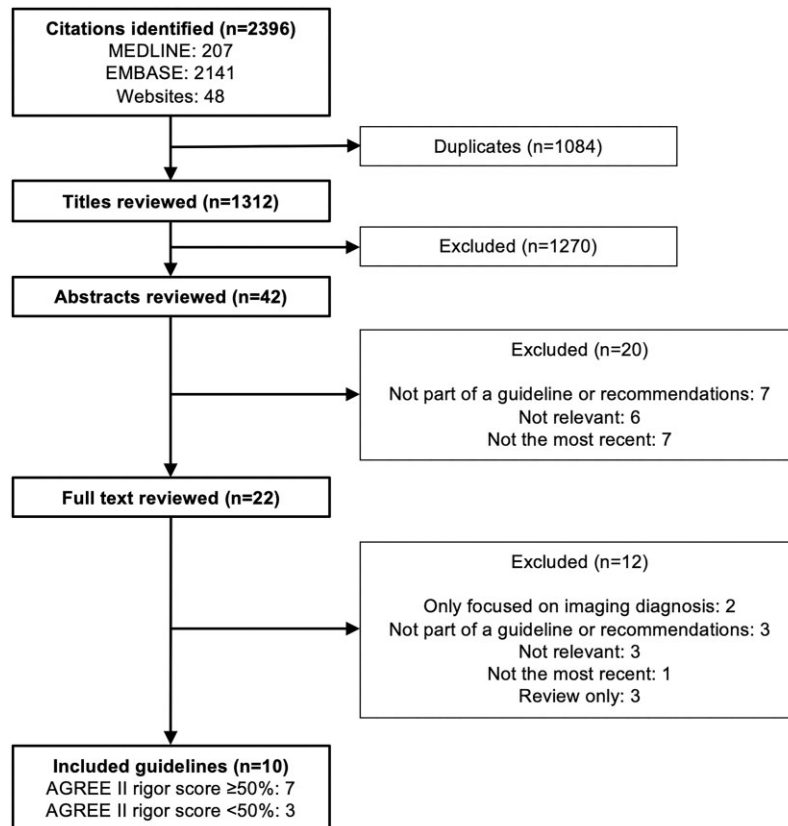 Citations identified (n=2396)
MEDLINE: 207
EMBASE: 2141
Websites: 48
Duplicates (n=1084)
Titles reviewed (n=1312)
Excluded (n=1270)
Abstracts reviewed (n=42)
Excluded (n=20)
Not part of a guideline or recommendations: 7
Not relevant: 6
Not the most recent: 7
Full text reviewed (n=22)
Excluded (n=12)
Only focused on imaging diagnosis: 2
Not part of a guideline or recommendations: 3
Not relevant: 3
Not the most recent: 1
Review only: 3
Included guidelines (n=10)
AGREE II rigor score ≥50%: 7
AGREE II rigor score <50%: 3